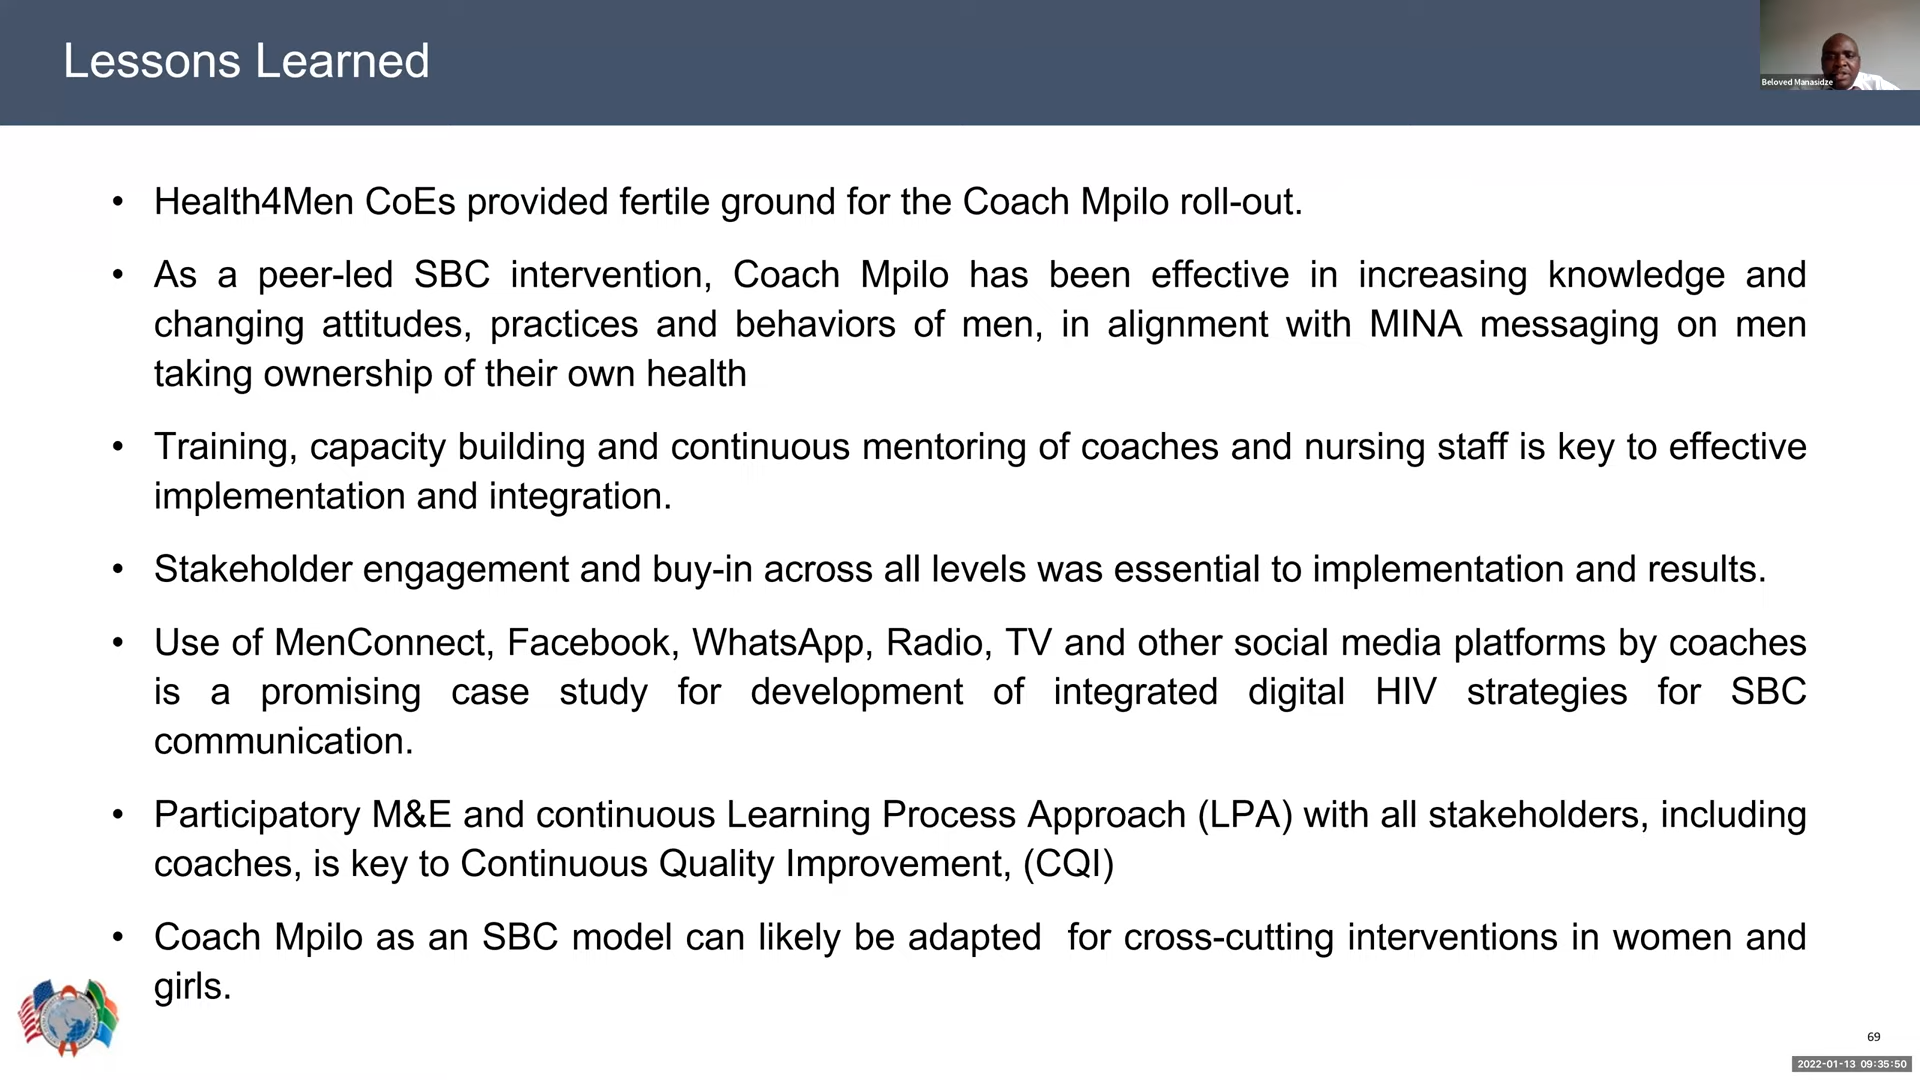 Lessons Learned
Beloved Manasidze
• Health4Men CoEs provided fertile ground for the Coach Mpilo roll-out.
• As a peer-led SBC intervention, Coach Mpilo has been effective in increasing knowledge and
changing attitudes, practices and behaviors of men, in alignment with MINA messaging on men
taking ownership of their own health
• Training, capacity building and continuous mentoring of coaches and nursing staff is key to effective
implementation and integration.
• Stakeholder engagement and buy-in across all levels was essential to implementation and results.
• Use of MenConnect, Facebook, WhatsApp, Radio, TV and other social media platforms by coaches
is a promising case study for development of integrated digital HIV strategies for SBC
communication.
• Participatory M&E and continuous Learning Process Approach (LPA) with all stakeholders, including
coaches, is key to Continuous Quality Improvement, (CQI)
• Coach Mpilo as an SBC model can likely be adapted  for cross-cutting interventions in women and
girls.
69
2022-01-13 09:35:50